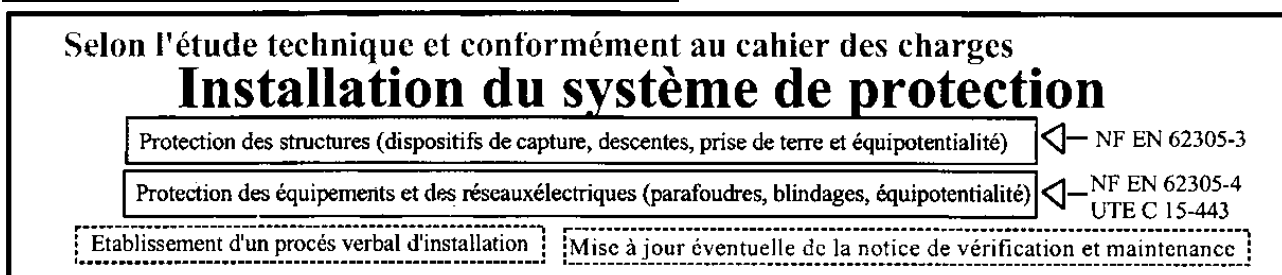 Selon l'étude technique et conformément au cahier des charges
Installation du système de protection
Protection des structures (dispositifs de capture, descentes, prise de terre et équipotentialité) NF EN 62305-3
Protection des équipements et des réseauxélectriques (parafoudres, blindages, équipotentialité) NF EN 62305-4
UTE C 15-443
Etablissement d'un procés verbal d'installation Mise à jour éventuelle de la notice de vérification et maintenance